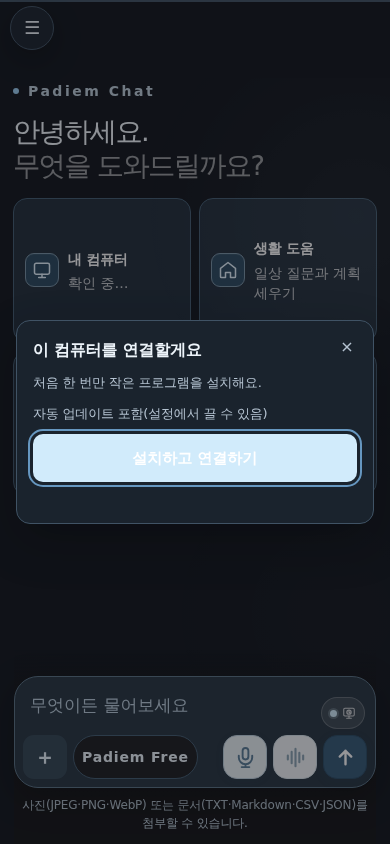 Padiem Chat
안녕하세요.
무엇을 도와드릴까요?
내 컴퓨터
확인 중…
생활 도움
일상 질문과 계획
세우기
이 컴퓨터를 연결할게요
×
처음 한 번만 작은 프로그램을 설치해요.
자동 업데이트 포함(설정에서 끌 수 있음)
설치하고 연결하기
무엇이든 물어보세요
+
Padiem Free
사진(JPEG·PNG·WebP) 또는 문서(TXT·Markdown·CSV·JSON)를
첨부할 수 있습니다.